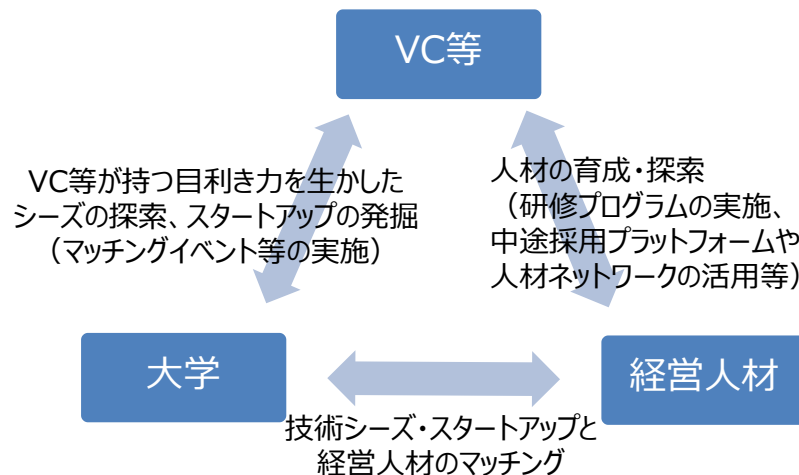 VC等
VC等が持つ目利き力を生かした
シーズの探索、スタートアップの発掘
（マッチングイベント等の実施）
人材の育成・探索
（研修プログラムの実施、
中途採用プラットフォームや
人材ネットワークの活用等）
大学
経営人材
技術シーズ・スタートアップと
経営人材のマッチング